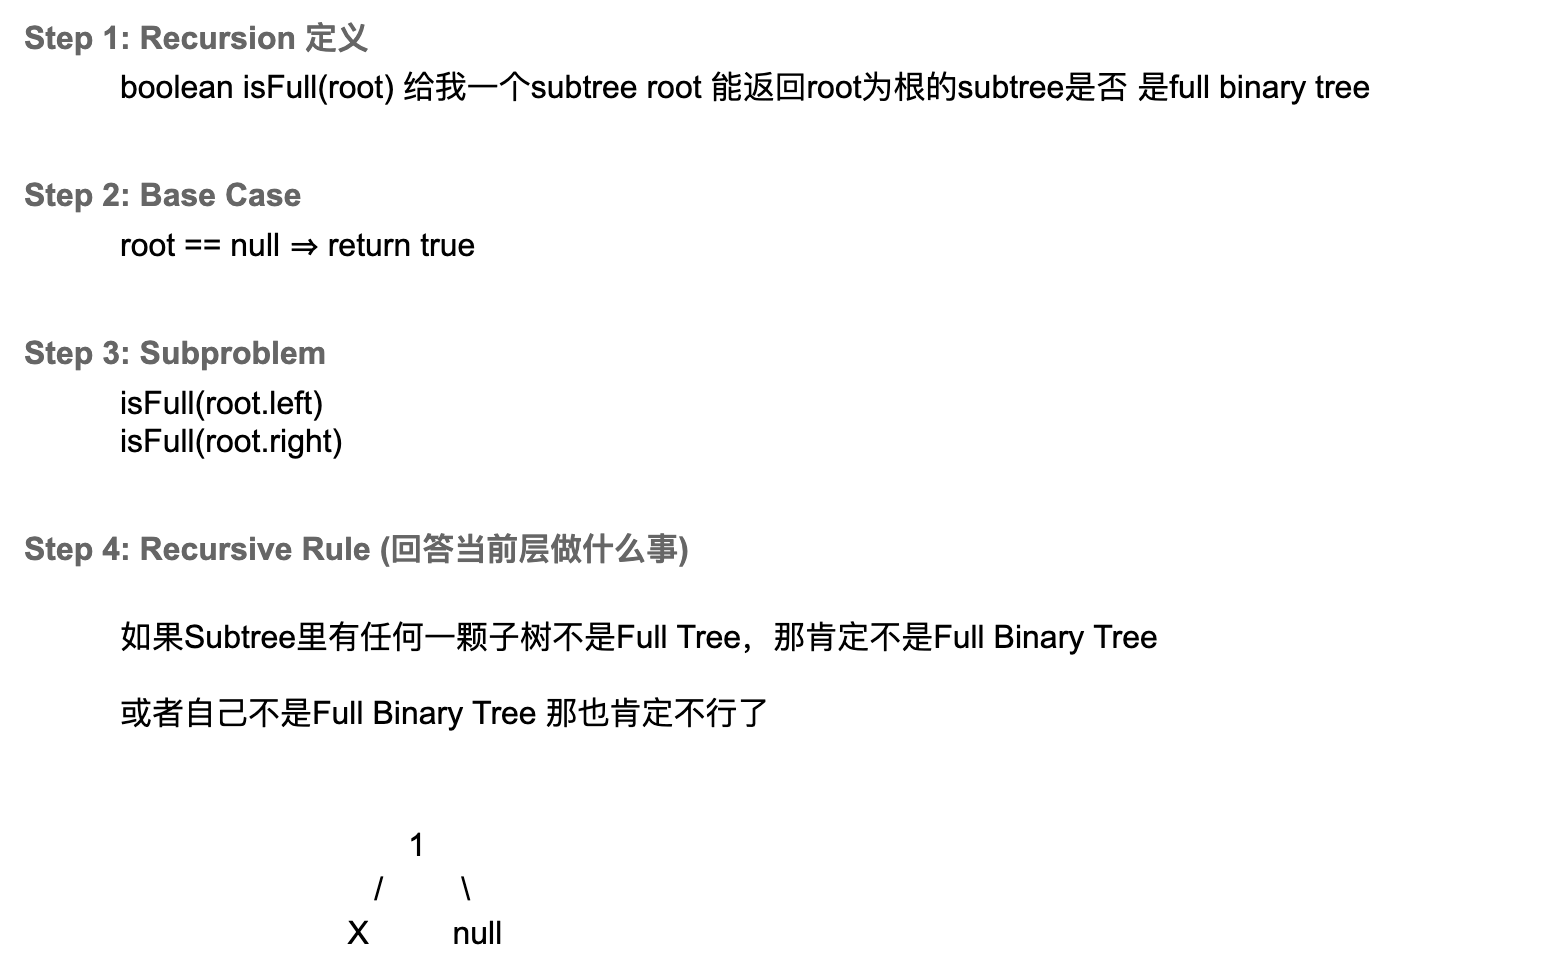 Step 1: Recursion 定义
boolean isFull(root) 给我一个subtree root 能返回root为根的subtree是否 是full binary tree
Step 2: Base Case
root == null ⇒ return true
Step 3: Subproblem
isFull(root.left)
isFull(root.right)
Step 4: Recursive Rule (回答当前层做什么事)
如果Subtree里有任何一颗子树不是Full Tree，那肯定不是Full Binary Tree
或者自己不是Full Binary Tree 那也肯定不行了
1
/ \
X null